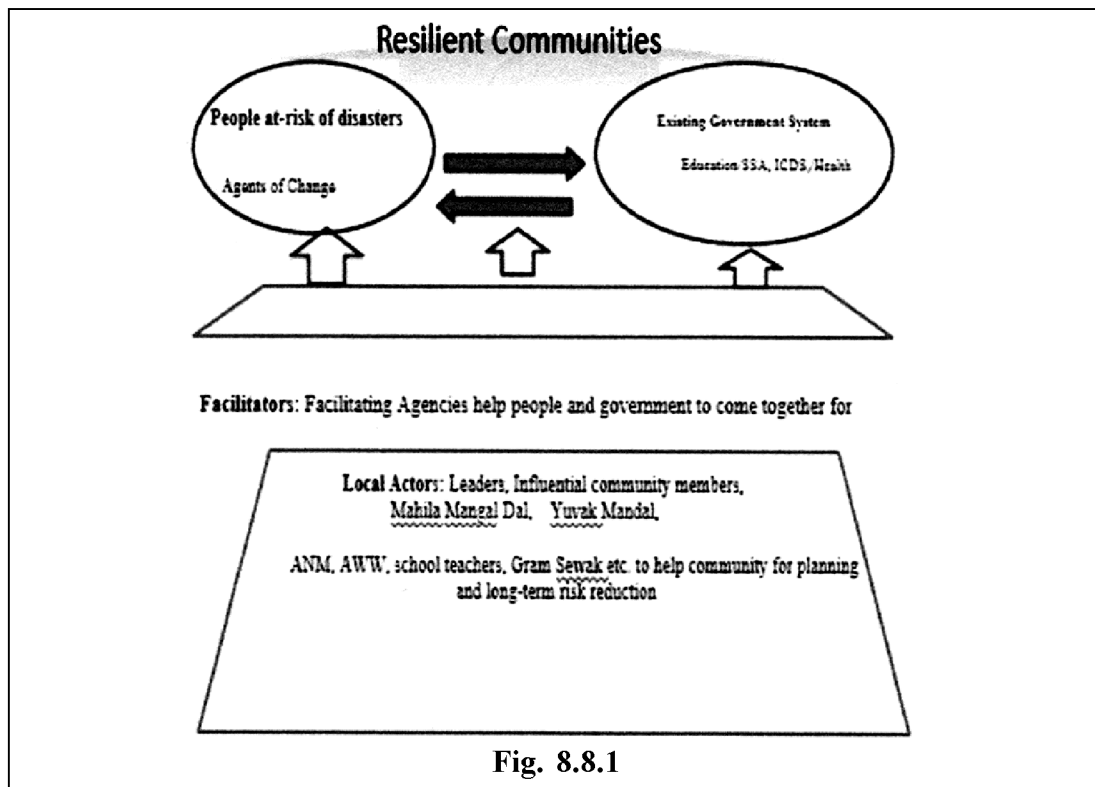 Resilient Communities
People at-risk of disasters
Agents of Change
Existing Government System
Education/SSA, ICDS,/Health
Facilitators: Facilitating Agencies help people and government to come together for
Local Actors: Leaders, Influential community members,
Mahila Mangal Dal, Yuvak Mandal,
ANM, AWW, school teachers, Gram Sewak etc. to help community for planning
and long-term risk reduction
Fig. 8.8.1